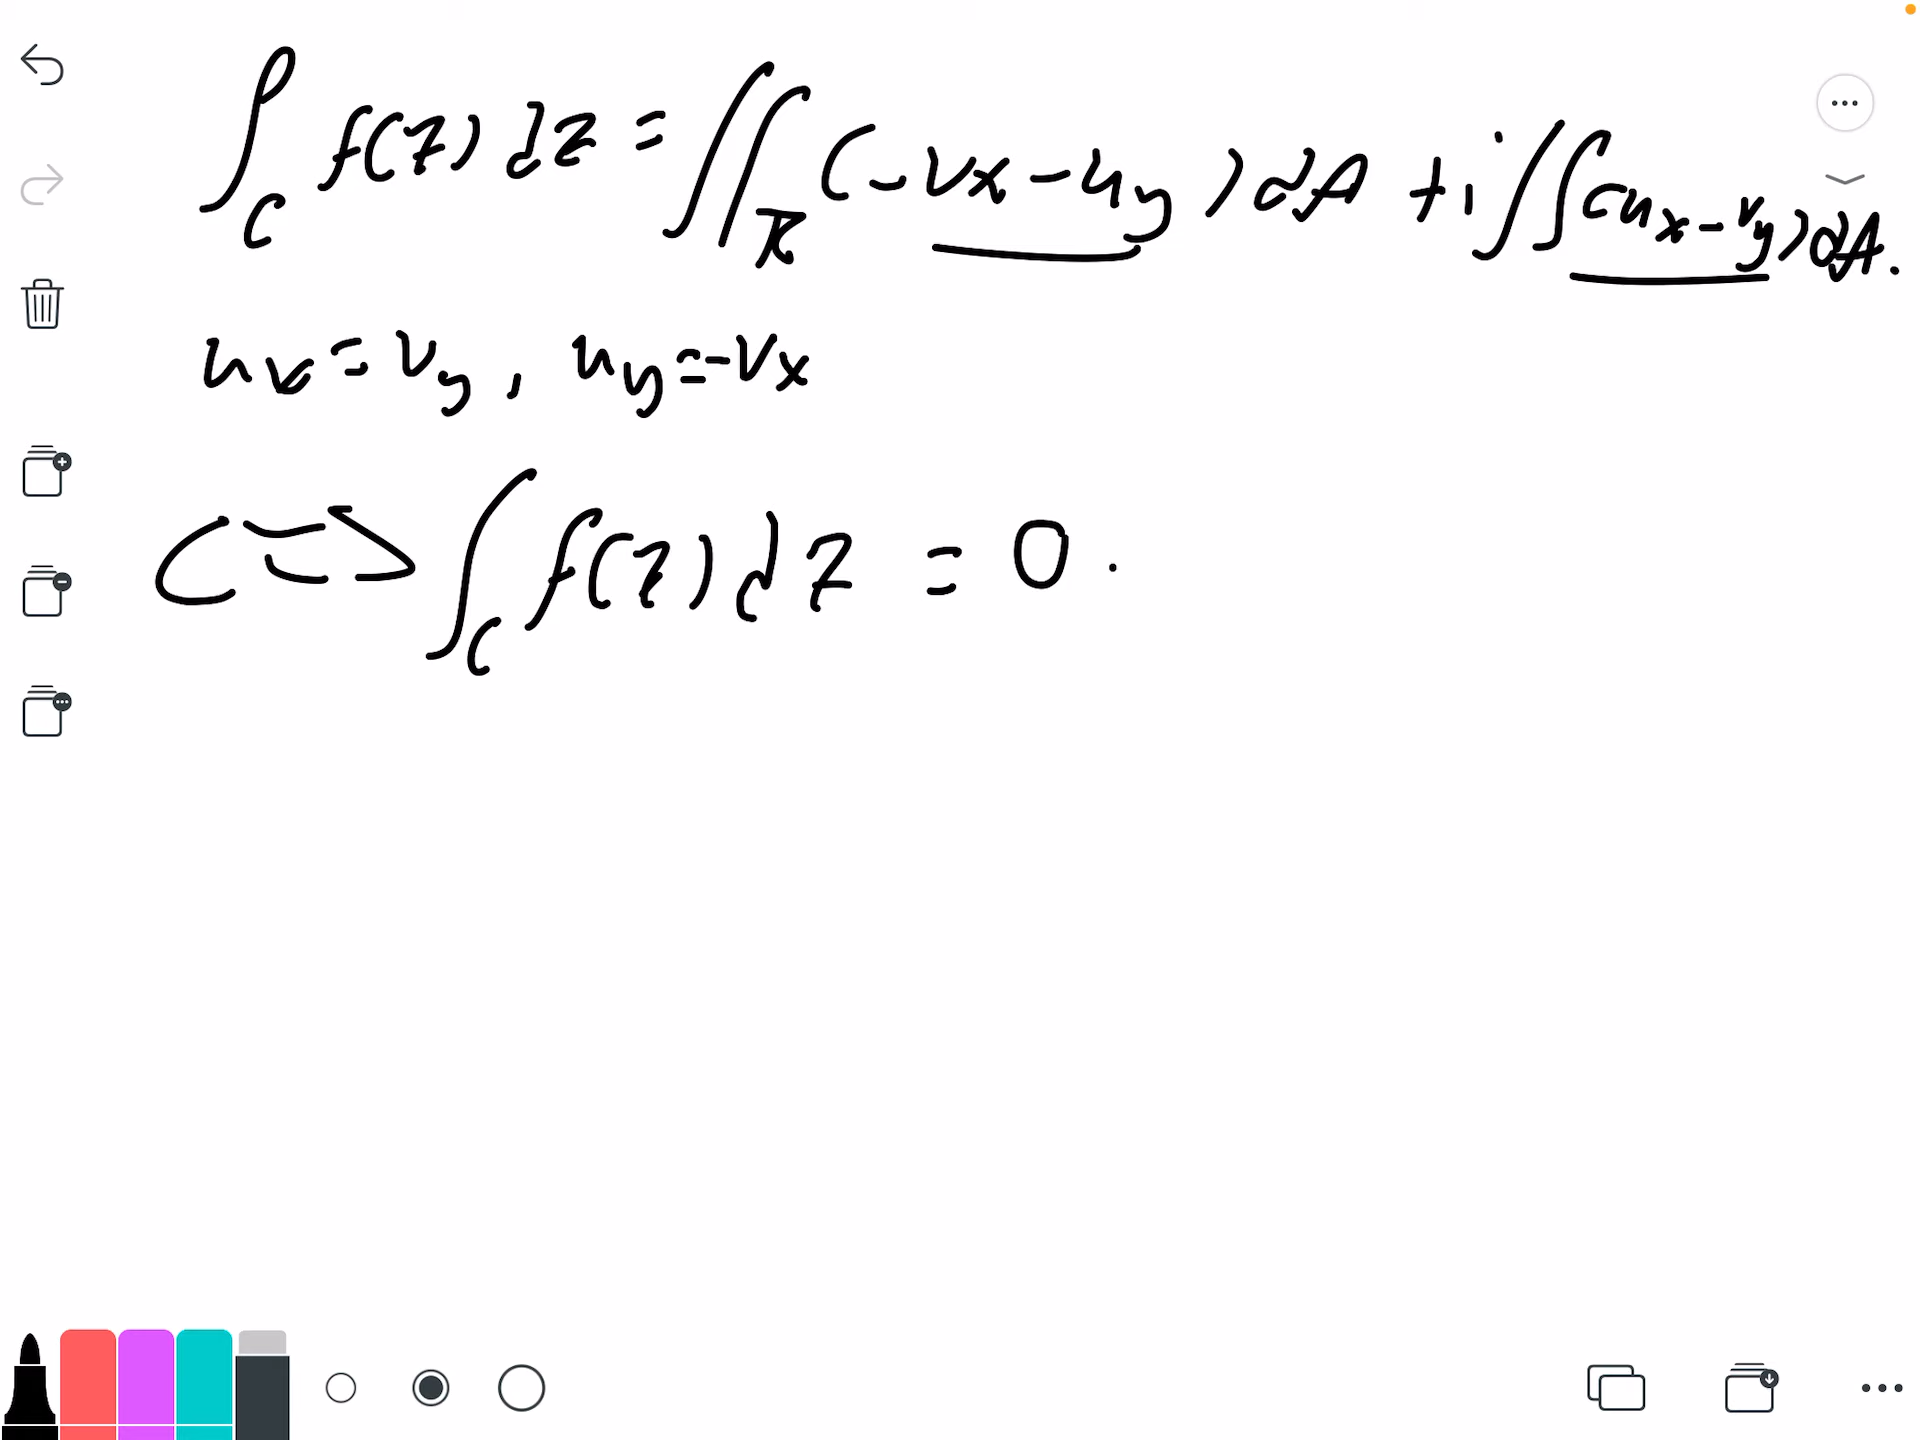 ∫_C f(z) dz = ∬_R (-v_x - u_y) dA + i ∬ (u_x - v_y) dA.
u_x = v_y, u_y = -v_x
<=> ∫_C f(z) dz = 0.